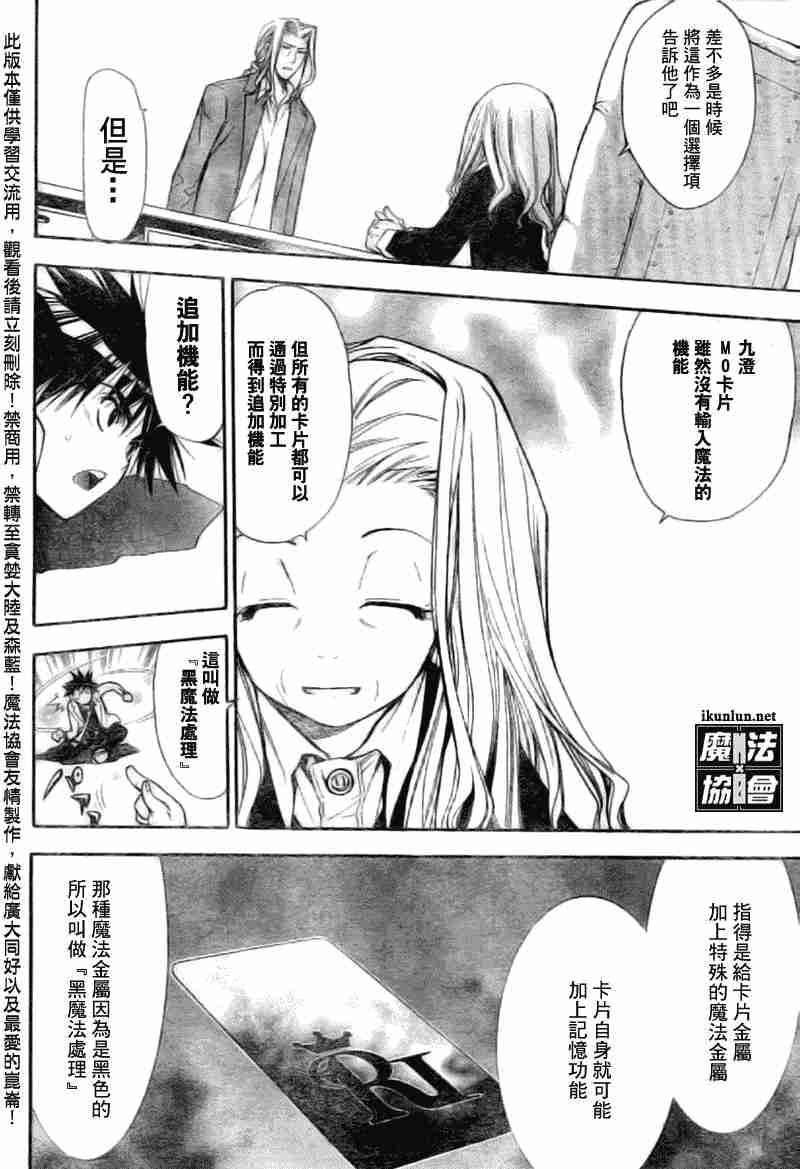 差不多是時候
將這作為一個選擇項
告訴他了吧
但是…
九澄
M0卡片
雖然沒有輸入魔法的
機能
但所有的卡片都可以
通過特別加工
而得到追加機能
追加機能？
這叫做
『黑魔法處理』
ikunlun.net
魔法
協會
指得是給卡片金屬
加上特殊的魔法金屬
卡片自身就可能
加上記憶功能
那種魔法金屬因為是黑色的
所以叫做『黑魔法處理』
此版本僅供學習交流用，觀看後請立刻刪除！禁商用，禁轉至貪婪大陸及森藍！魔法協會友情製作，獻給廣大同好以及最愛的崑崙！